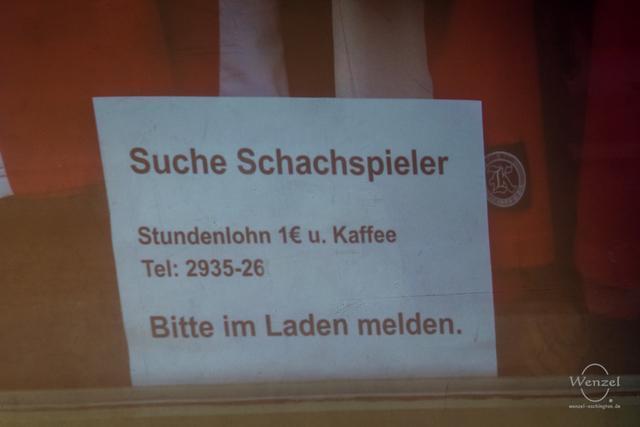 Suche Schachspieler
Stundenlohn 1€ u. Kaffee
Tel: 2935-26
Bitte im Laden melden.
Wenzel
wenzel-oschington.de